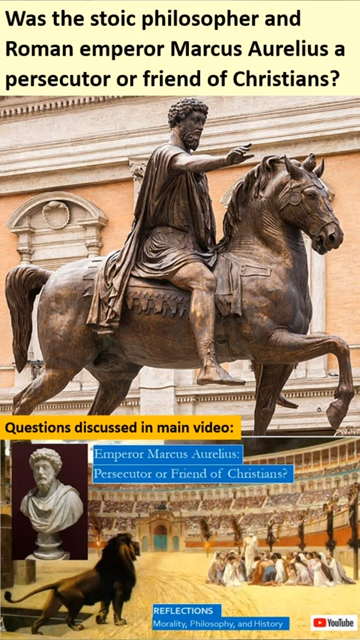 Was the stoic philosopher and
Roman emperor Marcus Aurelius a
persecutor or friend of Christians?
Questions discussed in main video:
Emperor Marcus Aurelius:
Persecutor or Friend of Christians?
REFLECTIONS
Morality, Philosophy, and History
YouTube